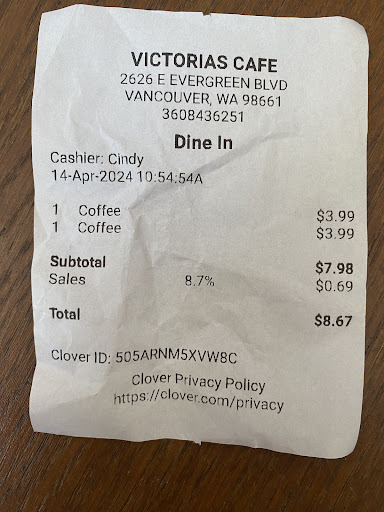 VICTORIAS CAFE
2626 E EVERGREEN BLVD
VANCOUVER, WA 98661
3608436251
Dine In
Cashier: Cindy
14-Apr-2024 10:54:54A
1 Coffee $3.99
1 Coffee $3.99
Subtotal $7.98
Sales 8.7% $0.69
Total $8.67
Clover ID: 505ARNM5XVW8C
Clover Privacy Policy
https://clover.com/privacy